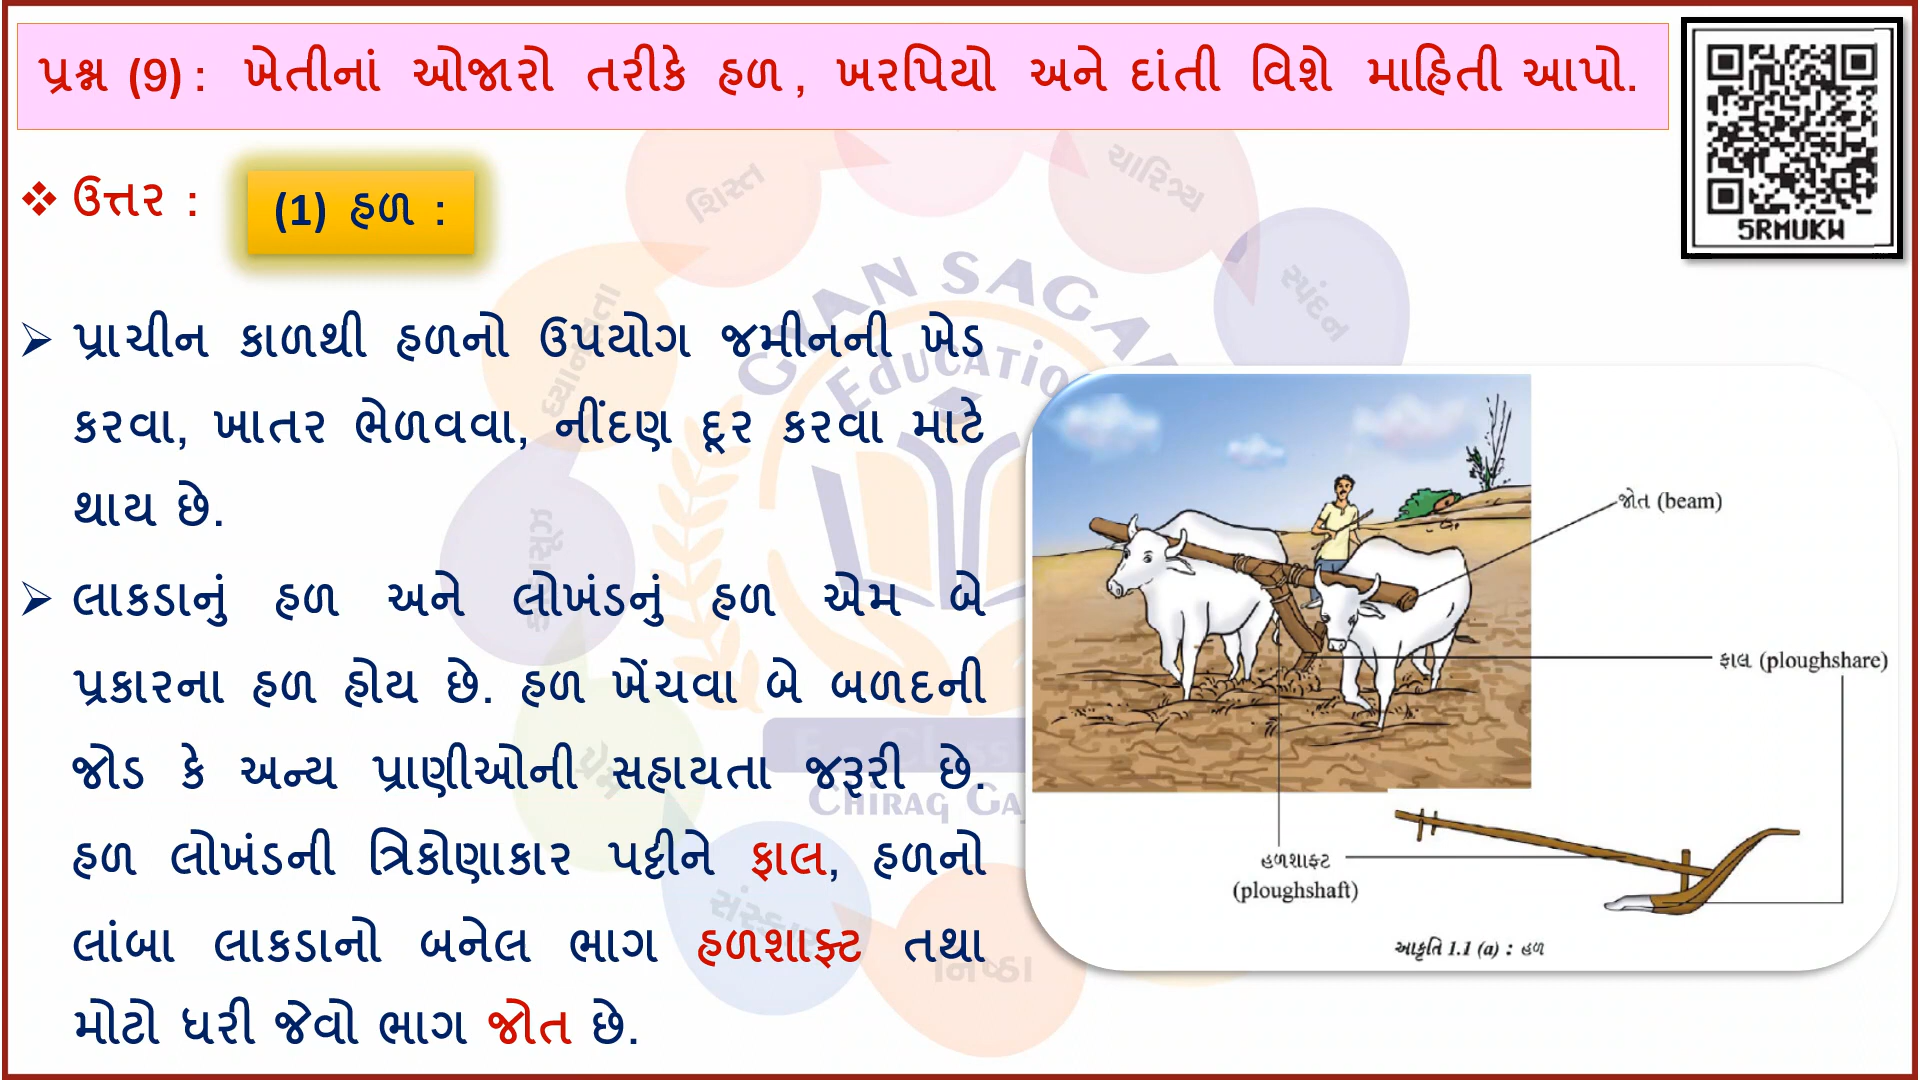 પ્રશ્ન (9) : ખેતીનાં ઓજારો તરીકે હળ , ખરપિયો અને દાંતી વિશે માહિતી આપો.
5RMUKW
❖ ઉત્તર :
(1) હળ :
➢ પ્રાચીન કાળથી હળનો ઉપયોગ જમીનની ખેડ
કરવા, ખાતર ભેળવવા, નીંદણ દૂર કરવા માટે
થાય છે.
➢ લાકડાનું હળ અને લોખંડનું હળ એમ બે
પ્રકારના હળ હોય છે. હળ ખેંચવા બે બળદની
જોડ કે અન્ય પ્રાણીઓની સહાયતા જરૂરી છે.
હળ લોખંડની ત્રિકોણાકાર પટ્ટીને ફાલ, હળનો
લાંબા લાકડાનો બનેલ ભાગ હળશાફ્ટ તથા
મોટો ધરી જેવો ભાગ જોત છે.
જોત (beam)
ફાલ (ploughshare)
હળશાફ્ટ
(ploughshaft)
આકૃતિ 1.1 (a) : હળ
શિસ્ત
ચારિત્ર્ય
સ્પંદન
નિષ્ઠા